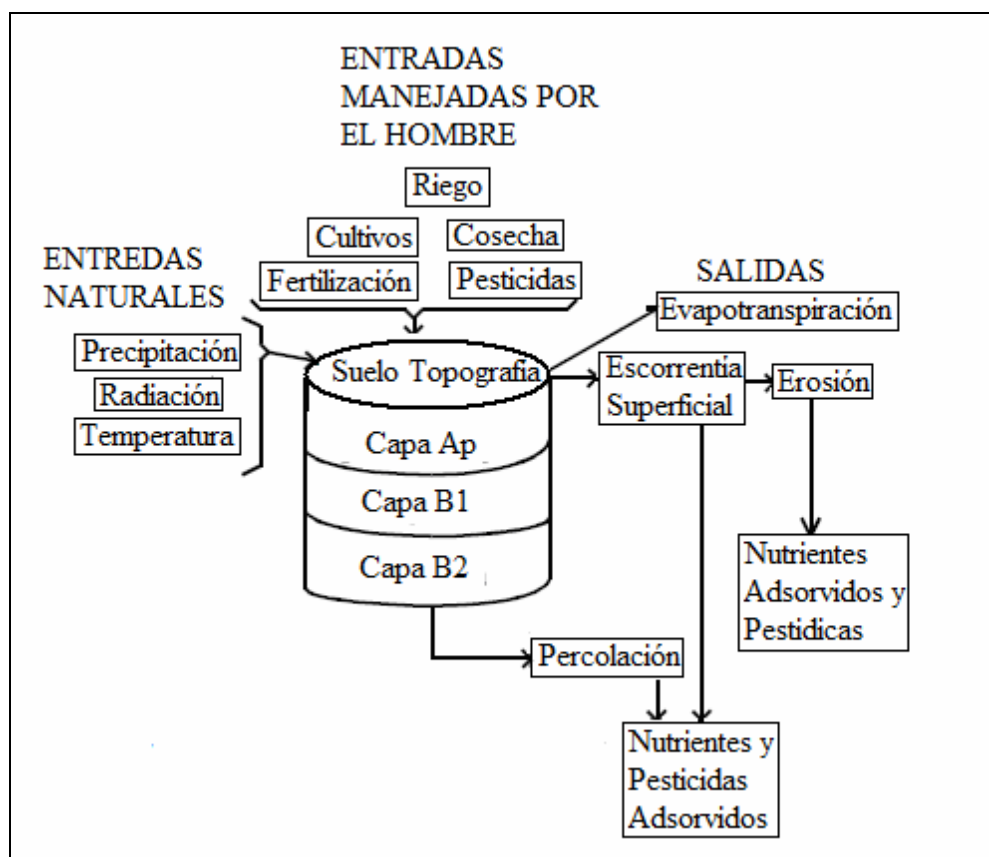 ENTRADAS
MANEJADAS POR
EL HOMBRE
Riego
Cultivos
Cosecha
Fertilización
Pesticidas
ENTREDAS
NATURALES
Precipitación
Radiación
Temperatura
SALIDAS
Evapotranspiración
Suelo Topografia
Capa Ap
Capa B1
Capa B2
Escorrentía
Superficial
Erosión
Nutrientes
Adsorvidos y
Pestidicas
Percolación
Nutrientes y
Pesticidas
Adsorvidos